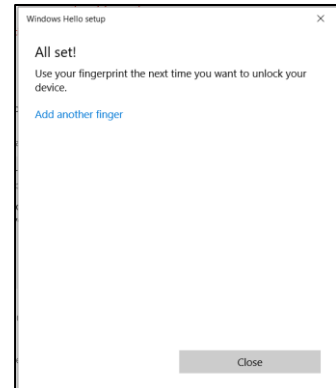 Windows Hello setup
All set!
Use your fingerprint the next time you want to unlock your
device.
Add another finger
Close